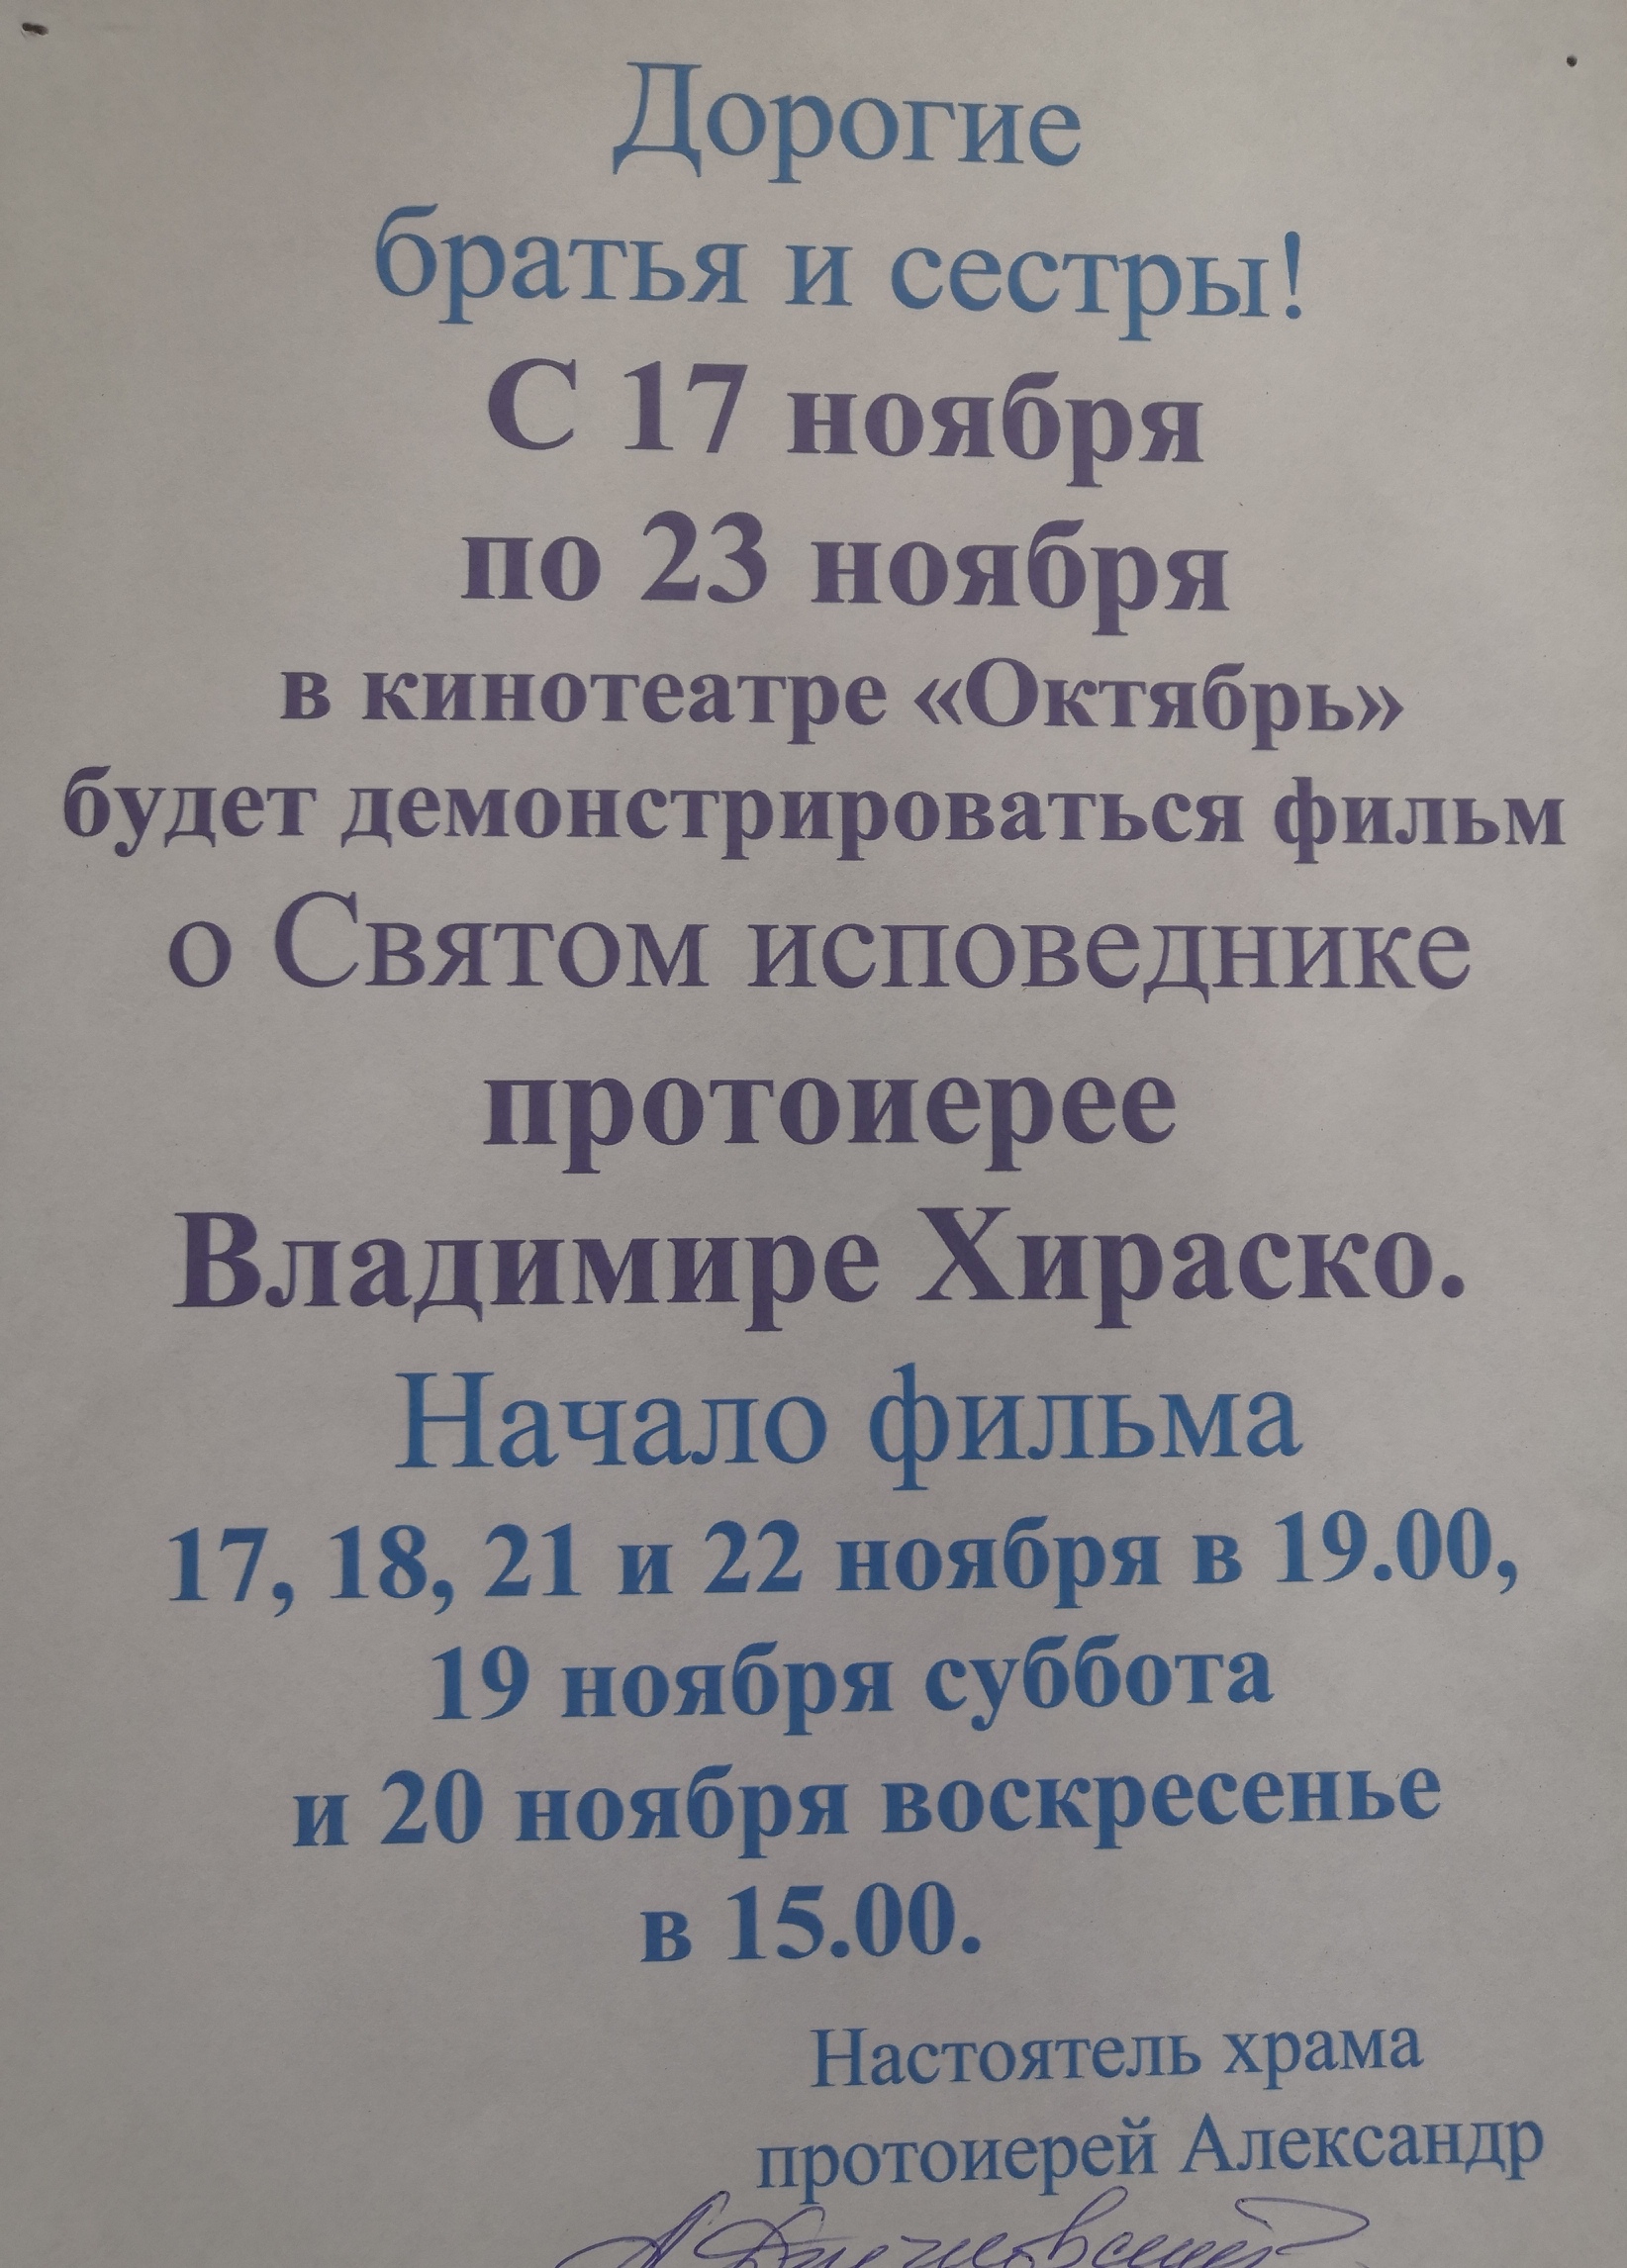 Дорогие
братья и сестры!
С 17 ноября
по 23 ноября
в кинотеатре «Октябрь»
будет демонстрироваться фильм
о Святом исповеднике
протоиерее
Владимире Хираско.
Начало фильма
17, 18, 21 и 22 ноября в 19.00,
19 ноября суббота
и 20 ноября воскресенье
в 15.00.
Настоятель храма
протоиерей Александр